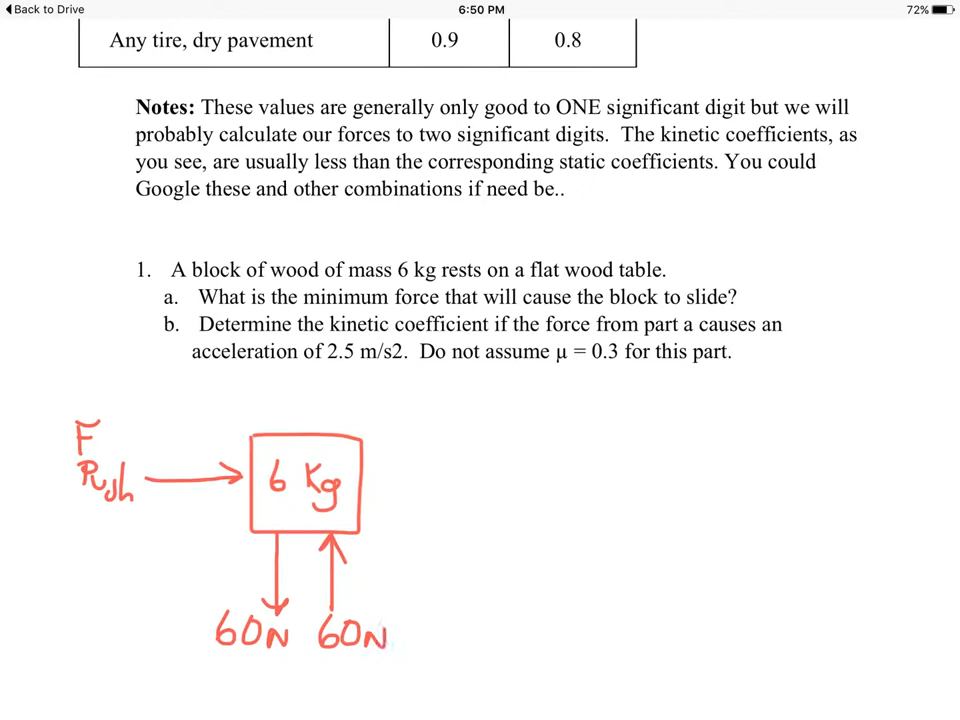 Back to Drive 6:50 PM 72%
Any tire, dry pavement 0.9 0.8
Notes: These values are generally only good to ONE significant digit but we will
probably calculate our forces to two significant digits. The kinetic coefficients, as
you see, are usually less than the corresponding static coefficients. You could
Google these and other combinations if need be..
1. A block of wood of mass 6 kg rests on a flat wood table.
a. What is the minimum force that will cause the block to slide?
b. Determine the kinetic coefficient if the force from part a causes an
acceleration of 2.5 m/s2. Do not assume μ = 0.3 for this part.
F
Push
6 Kg
60N 60N